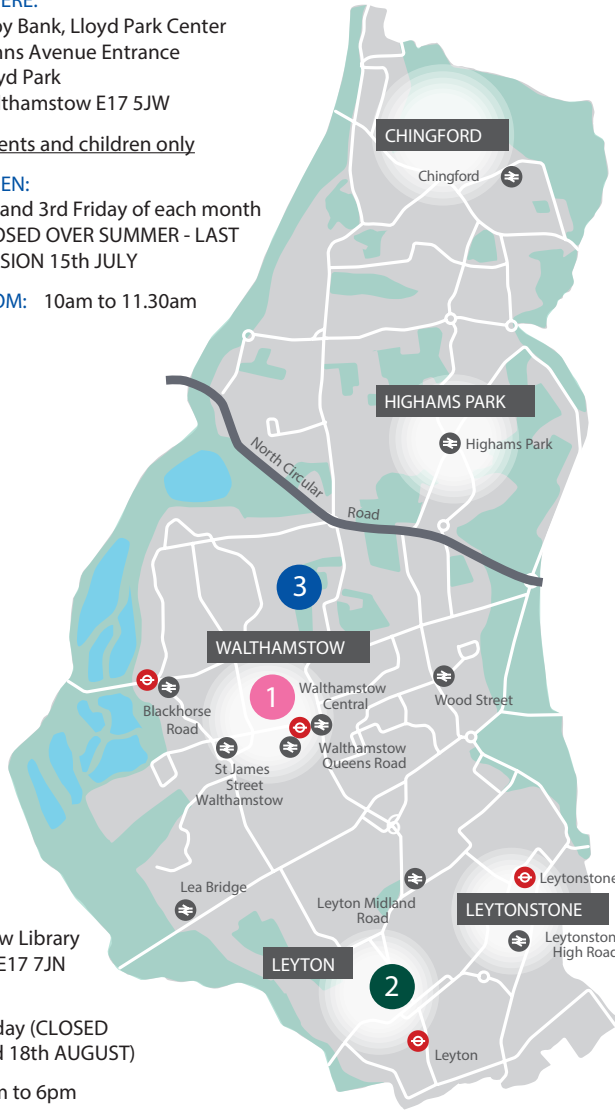 ERE:
by Bank, Lloyd Park Center
nns Avenue Entrance
yd Park
lthamstow E17 5JW
ents and children only
EN:
and 3rd Friday of each month
OSED OVER SUMMER - LAST
SION 15th JULY
OM: 10am to 11.30am
CHINGFORD
Chingford
HIGHAMS PARK
Highams Park
North Circular
Road
3
WALTHAMSTOW
1
Walthamstow
Central
Wood Street
Blackhorse
Road
Walthamstow
Queens Road
St James
Street
Walthamstow
Lea Bridge
Leyton Midland
Road
Leytonstone
LEYTONSTONE
Leytonston
High Road
LEYTON
2
Leyton
w Library
E17 7JN
day (CLOSED
d 18th AUGUST)
m to 6pm